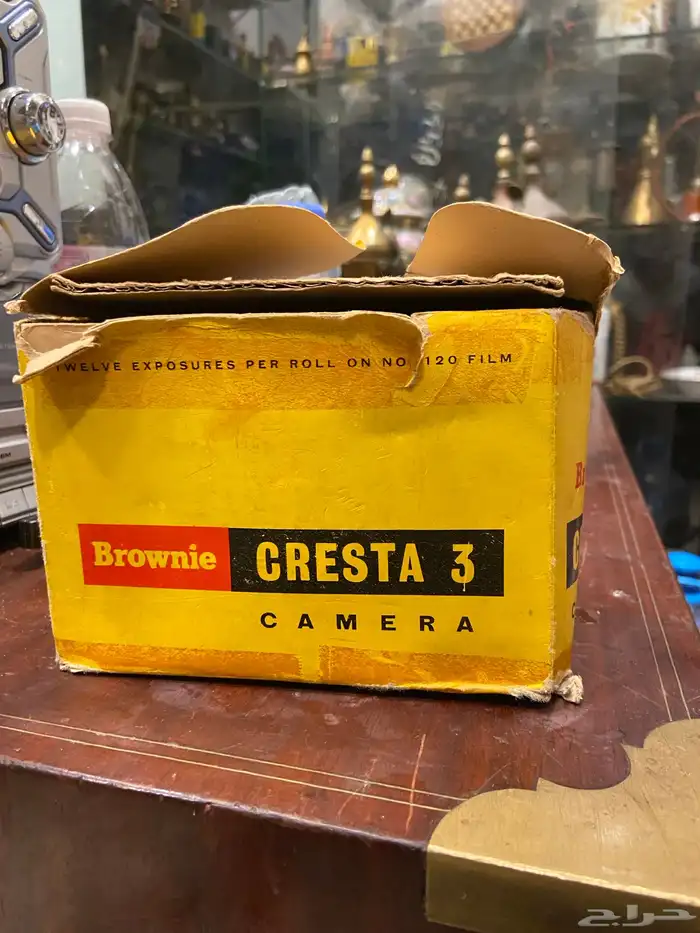 TWELVE EXPOSURES PER ROLL ON NO. 120 FILM
Brownie CRESTA 3
CAMERA
حراج